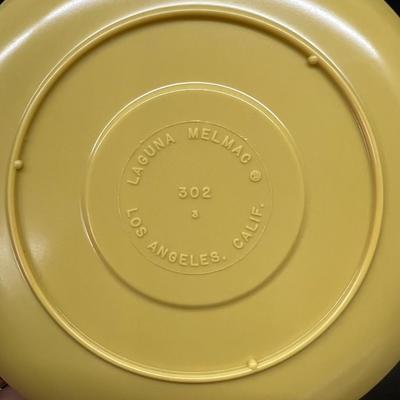 LAGUNA MELMAC ®
302
3
LOS ANGELES, CALIF.